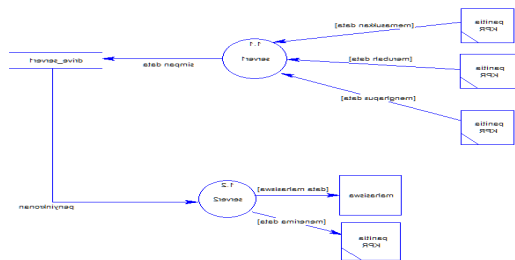 panitia
KPR
[memasukkan data]
1.1
server1
drive_server1
simpan data
panitia
KPR
[merubah data]
panitia
KPR
[menghapus data]
mahasiswa
[data mahasiswa]
1.2
server2
penyinkronan
panitia
KPR
[menerima data]